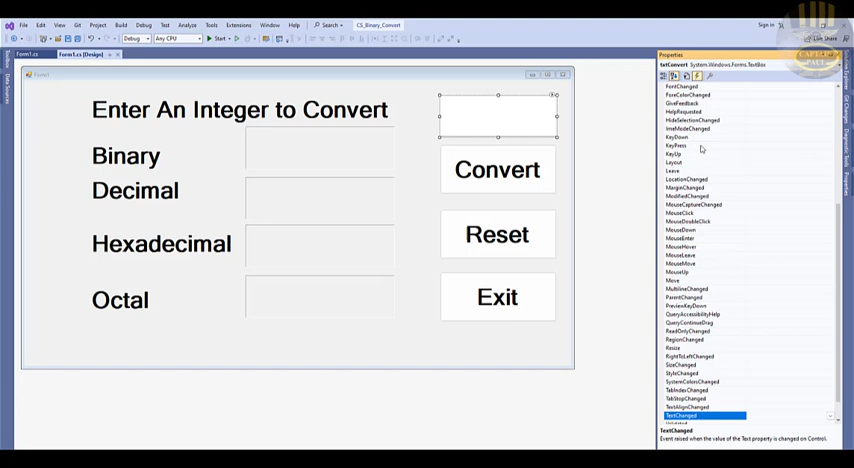 File Edit View Git Project Build Debug Test Analyze Tools Extensions Window Help Search CS_Binary_Convert Sign in
Debug Any CPU Start Live Share
Form1.cs Form1.cs [Design] Properties
Toolbox
Data Sources
Form1
Enter An Integer to Convert
Binary
Convert
Decimal
Reset
Hexadecimal
Exit
Octal
txtConvert System.Windows.Forms.TextBox
FontChanged
ForeColorChanged
GiveFeedback
HelpRequested
HideSelectionChanged
ImeModeChanged
KeyDown
KeyPress
KeyUp
Layout
Leave
LocationChanged
MarginChanged
ModifiedChanged
MouseCaptureChanged
MouseClick
MouseDoubleClick
MouseDown
MouseEnter
MouseHover
MouseLeave
MouseMove
MouseUp
Move
MultilineChanged
ParentChanged
PreviewKeyDown
QueryAccessibilityHelp
QueryContinueDrag
ReadOnlyChanged
RegionChanged
Resize
RightToLeftChanged
SizeChanged
StyleChanged
SystemColorsChanged
TabIndexChanged
TabStopChanged
TextAlignChanged
TextChanged
TextChanged
Event raised when the value of the Text property is changed on Control.
Solution Explorer
Git Changes
Diagnostic Tools
Properties